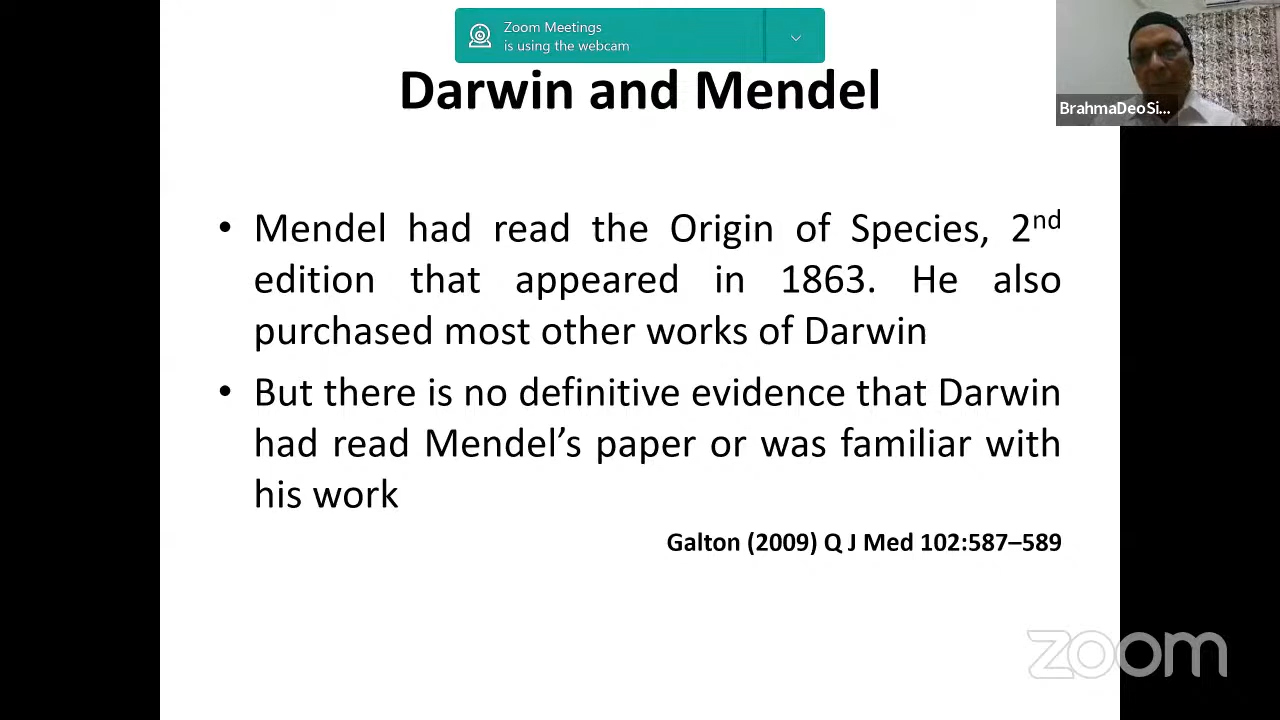 Zoom Meetings
is using the webcam
Darwin and Mendel
BrahmaDeoSi...
• Mendel had read the Origin of Species, 2nd
edition that appeared in 1863. He also
purchased most other works of Darwin
• But there is no definitive evidence that Darwin
had read Mendel’s paper or was familiar with
his work
Galton (2009) Q J Med 102:587–589
zoom